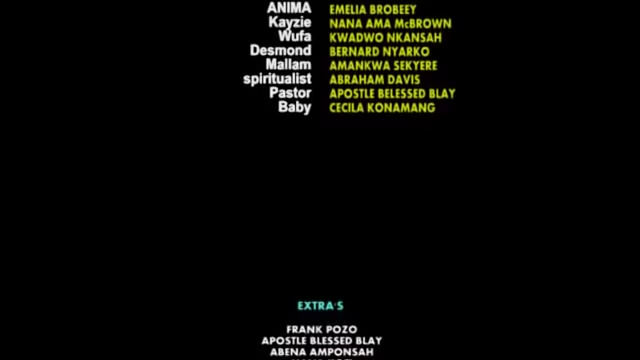 ANIMA EMELIA BROBEEY
Kayzie NANA AMA McBROWN
Wufa KWADWO NKANSAH
Desmond BERNARD NYARKO
Mallam AMANKWA SEKYERE
spiritualist ABRAHAM DAVIS
Pastor APOSTLE BELESSED BLAY
Baby CECILA KONAMANG
EXTRA'S
FRANK POZO
APOSTLE BLESSED BLAY
ABENA AMPONSAH